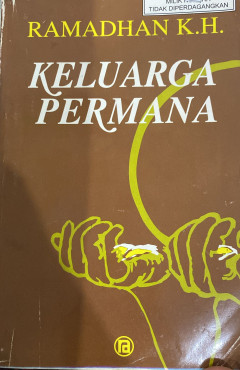 TIDAK DIPERDAGANGKAN
RAMADHAN K.H.
KELUARGA
PERMANA